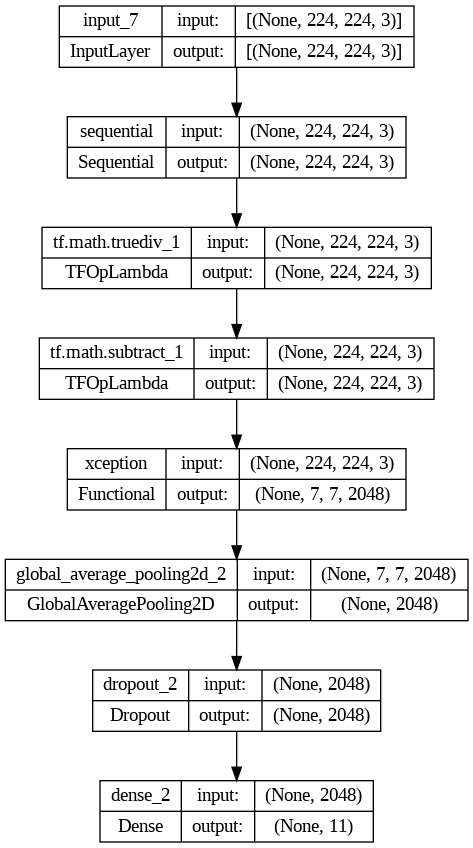 input_7 input: [(None, 224, 224, 3)]
InputLayer output: [(None, 224, 224, 3)]
sequential input: (None, 224, 224, 3)
Sequential output: (None, 224, 224, 3)
tf.math.truediv_1 input: (None, 224, 224, 3)
TFOpLambda output: (None, 224, 224, 3)
tf.math.subtract_1 input: (None, 224, 224, 3)
TFOpLambda output: (None, 224, 224, 3)
xception input: (None, 224, 224, 3)
Functional output: (None, 7, 7, 2048)
global_average_pooling2d_2 input: (None, 7, 7, 2048)
GlobalAveragePooling2D output: (None, 2048)
dropout_2 input: (None, 2048)
Dropout output: (None, 2048)
dense_2 input: (None, 2048)
Dense output: (None, 11)